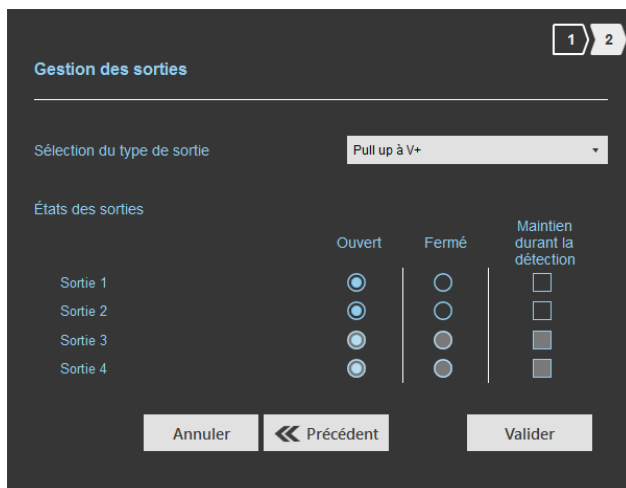 1 2
Gestion des sorties
Sélection du type de sortie Pull up à V+
États des sorties
Ouvert Fermé Maintien
durant la
détection
Sortie 1
Sortie 2
Sortie 3
Sortie 4
Annuler Précédent Valider